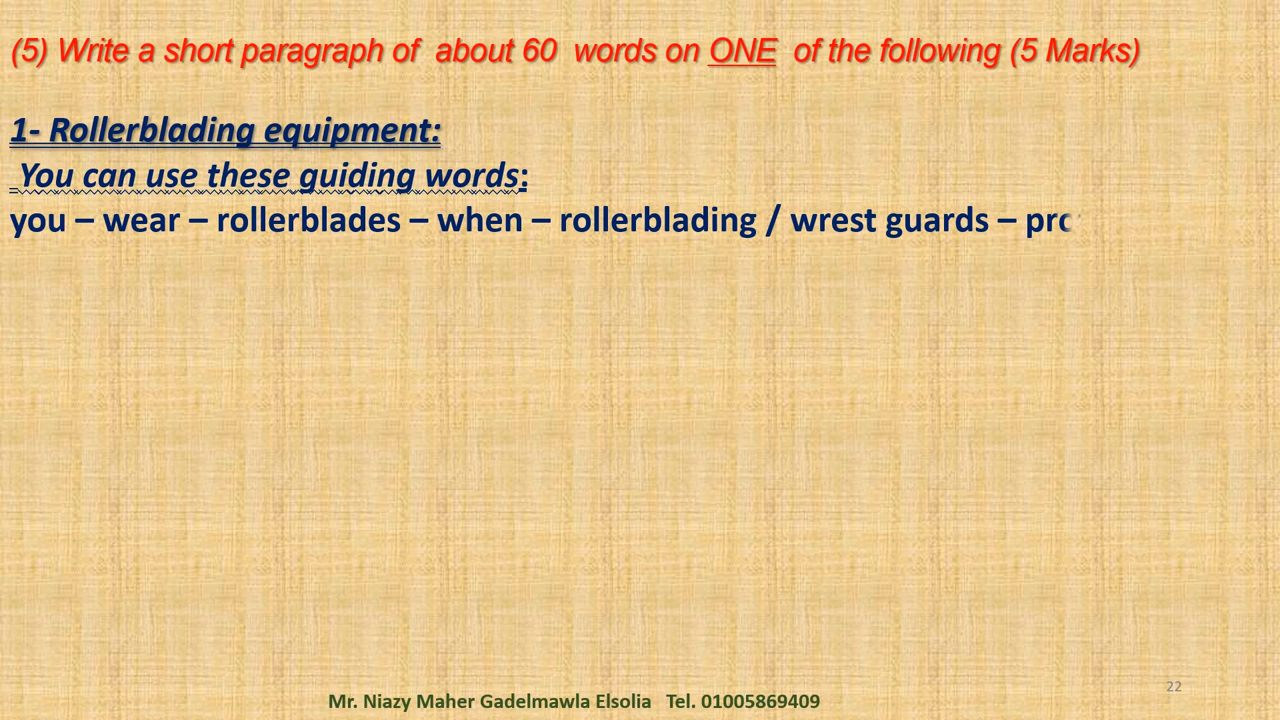 (5) Write a short paragraph of about 60 words on ONE of the following (5 Marks)
1- Rollerblading equipment:
You can use these guiding words:
you – wear – rollerblades – when – rollerblading / wrest guards –
22
Mr. Niazy Maher Gadelmawla Elsolia Tel. 01005869409